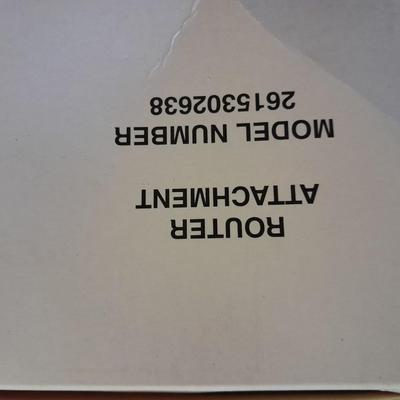 ROUTER
ATTACHMENT
MODEL NUMBER
2615302638